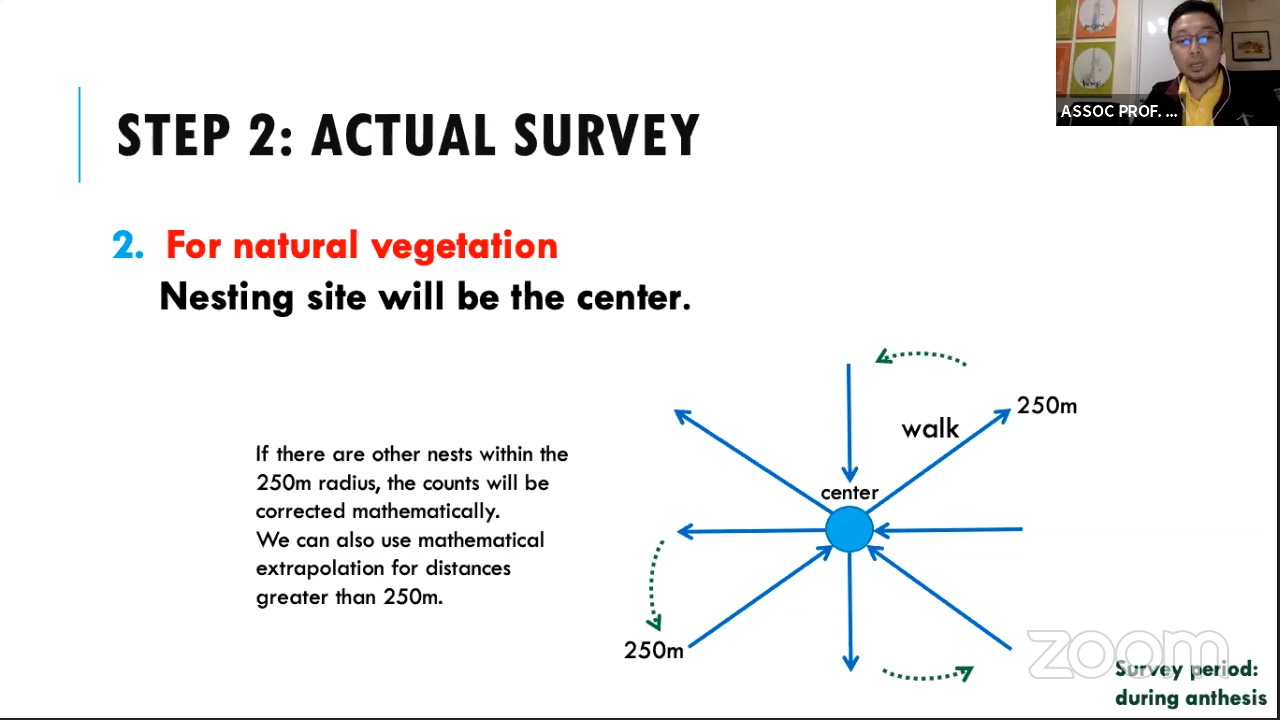 ASSOC PROF. ...
STEP 2: ACTUAL SURVEY
2. For natural vegetation
Nesting site will be the center.
If there are other nests within the
250m radius, the counts will be
corrected mathematically.
We can also use mathematical
extrapolation for distances
greater than 250m.
250m
walk
center
250m
zoom
Survey period:
during anthesis